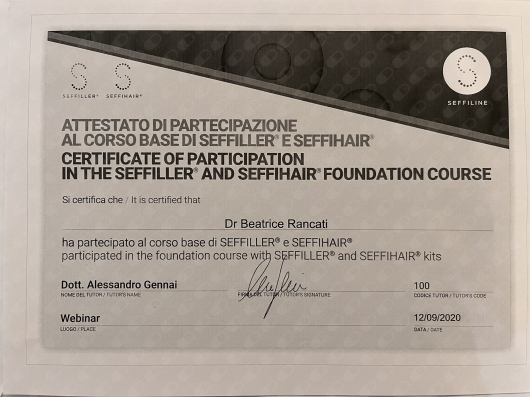 SEFFILLER® SEFFIHAIR®
SEFFILINE
ATTESTATO DI PARTECIPAZIONE
AL CORSO BASE DI SEFFILLER® E SEFFIHAIR®
CERTIFICATE OF PARTICIPATION
IN THE SEFFILLER® AND SEFFIHAIR® FOUNDATION COURSE
Si certifica che / It is certified that
Dr Beatrice Rancati
ha partecipato al corso base di SEFFILLER® e SEFFIHAIR®
participated in the foundation course with SEFFILLER® and SEFFIHAIR® kits
Dott. Alessandro Gennai 100
NOME DEL TUTOR / TUTOR'S NAME FIRMA DEL TUTOR / TUTOR'S SIGNATURE CODICE TUTOR / TUTOR'S CODE
Webinar 12/09/2020
LUOGO / PLACE DATA / DATE